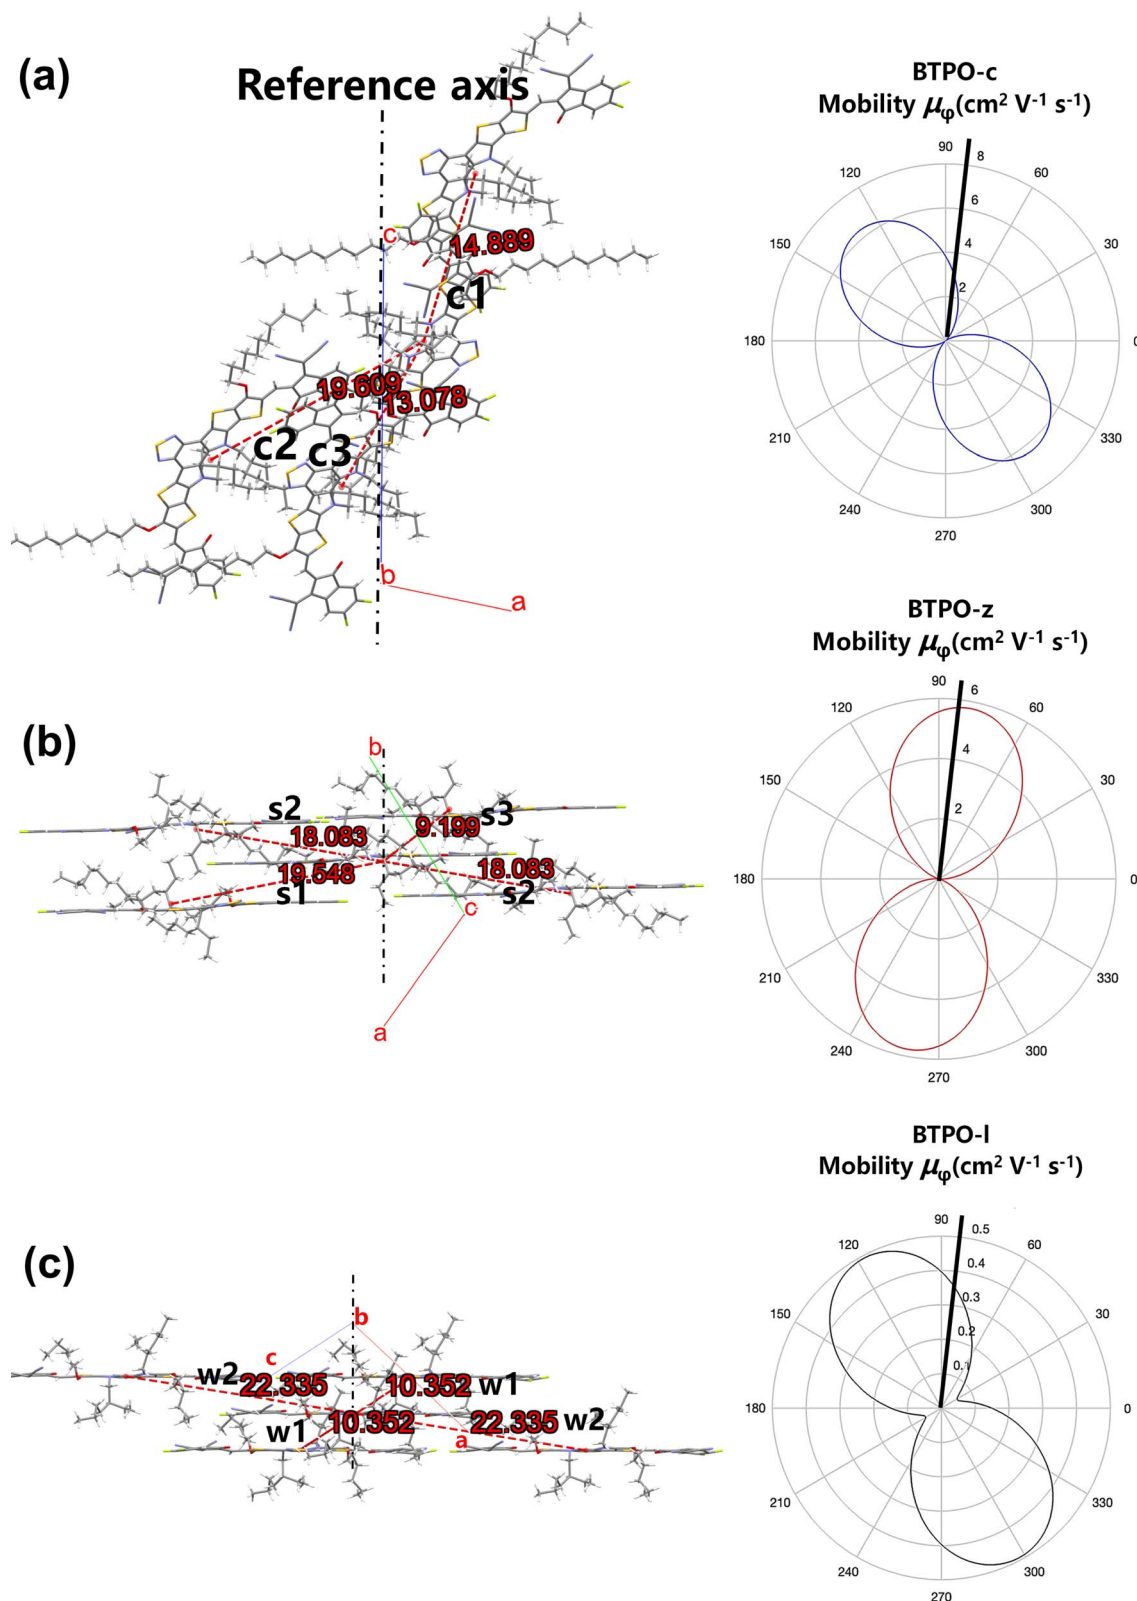 (a)
Reference axis
c
14.889
c1
19.609
13.078
c2
c3
b
a
BTPO-c
Mobility μφ(cm² V⁻¹ s⁻¹)
90
8
120
60
6
150
30
4
2
180
0
210
330
240
300
270
(b)
b
s2
s3
18.083
9.199
19.548
18.083
s1
s2
c
a
BTPO-z
Mobility μφ(cm² V⁻¹ s⁻¹)
90
6
120
60
4
150
30
2
180
0
210
330
240
300
270
(c)
b
c
w2
22.335
10.352
w1
10.352
22.335
w2
w1
a
BTPO-l
Mobility μφ(cm² V⁻¹ s⁻¹)
90
0.5
120
60
0.4
150
0.3
30
0.2
0.1
180
0
210
330
240
300
270